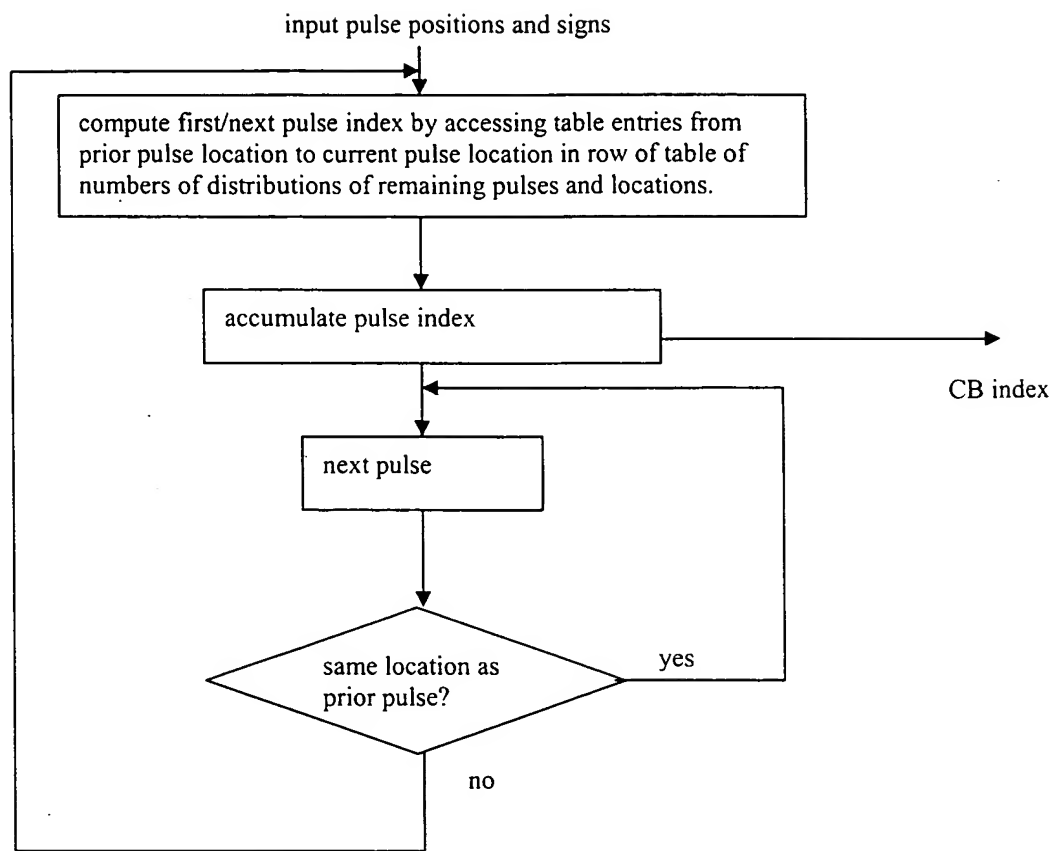 input pulse positions and signs
compute first/next pulse index by accessing table entries from
prior pulse location to current pulse location in row of table of
numbers of distributions of remaining pulses and locations.
accumulate pulse index
CB index
next pulse
same location as
prior pulse?
yes
no